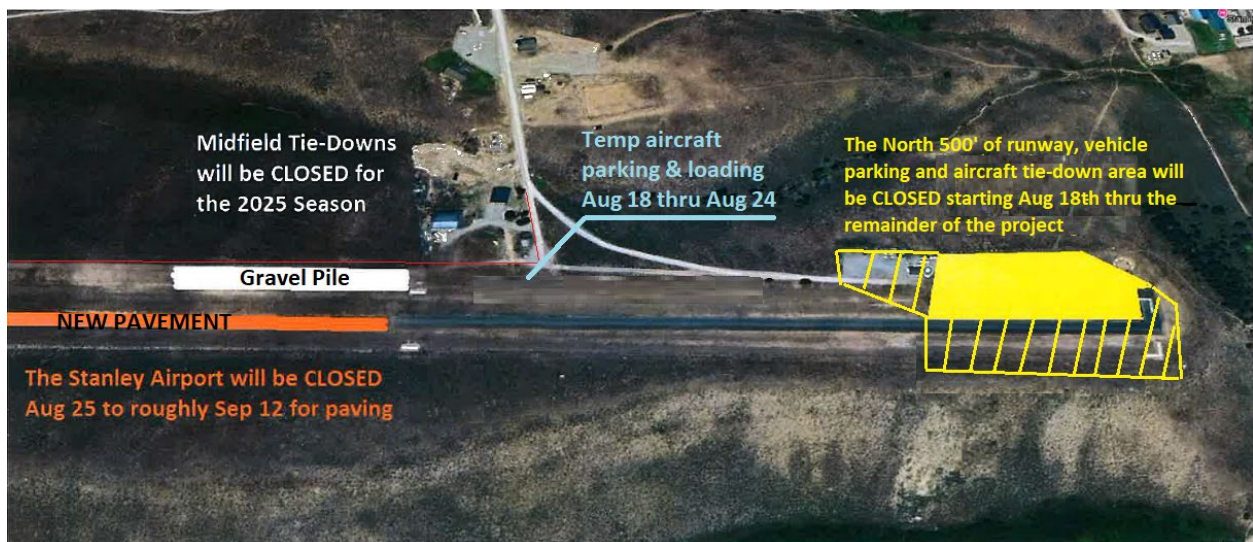 Midfield Tie-Downs
will be CLOSED for
the 2025 Season
Temp aircraft
parking & loading
Aug 18 thru Aug 24
The North 500' of runway, vehicle
parking and aircraft tie-down area will
be CLOSED starting Aug 18th thru the
remainder of the project
Gravel Pile
NEW PAVEMENT
The Stanley Airport will be CLOSED
Aug 25 to roughly Sep 12 for paving